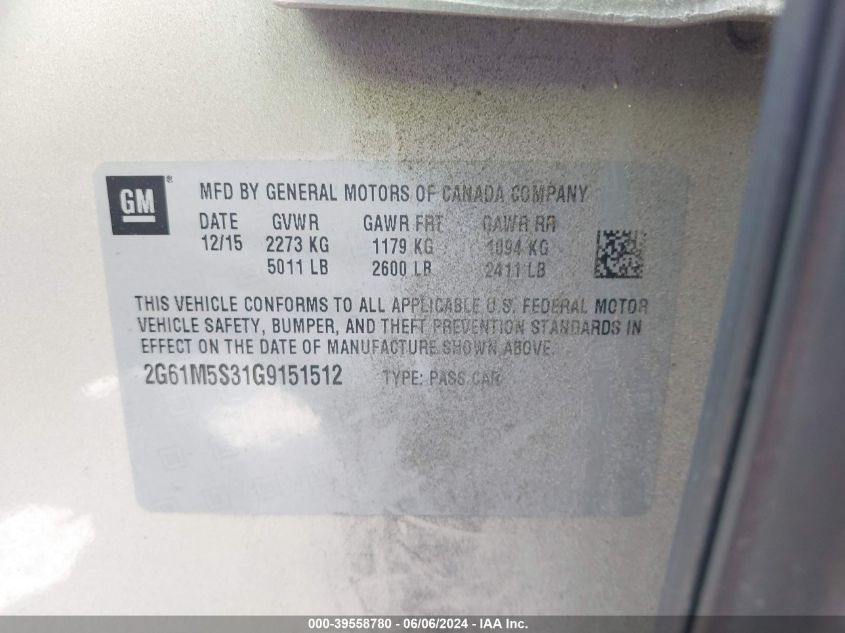 GM
MFD BY GENERAL MOTORS OF CANADA COMPANY
DATE GVWR GAWR FRT GAWR RR
12/15 2273 KG 1179 KG 1094 KG
5011 LB 2600 LB 2411 LB
THIS VEHICLE CONFORMS TO ALL APPLICABLE U.S. FEDERAL MOTOR
VEHICLE SAFETY, BUMPER, AND THEFT PREVENTION STANDARDS IN
EFFECT ON THE DATE OF MANUFACTURE SHOWN ABOVE.
2G61M5S31G9151512 TYPE: PASS CAR
000-39558780 - 06/06/2024 - IAA Inc.